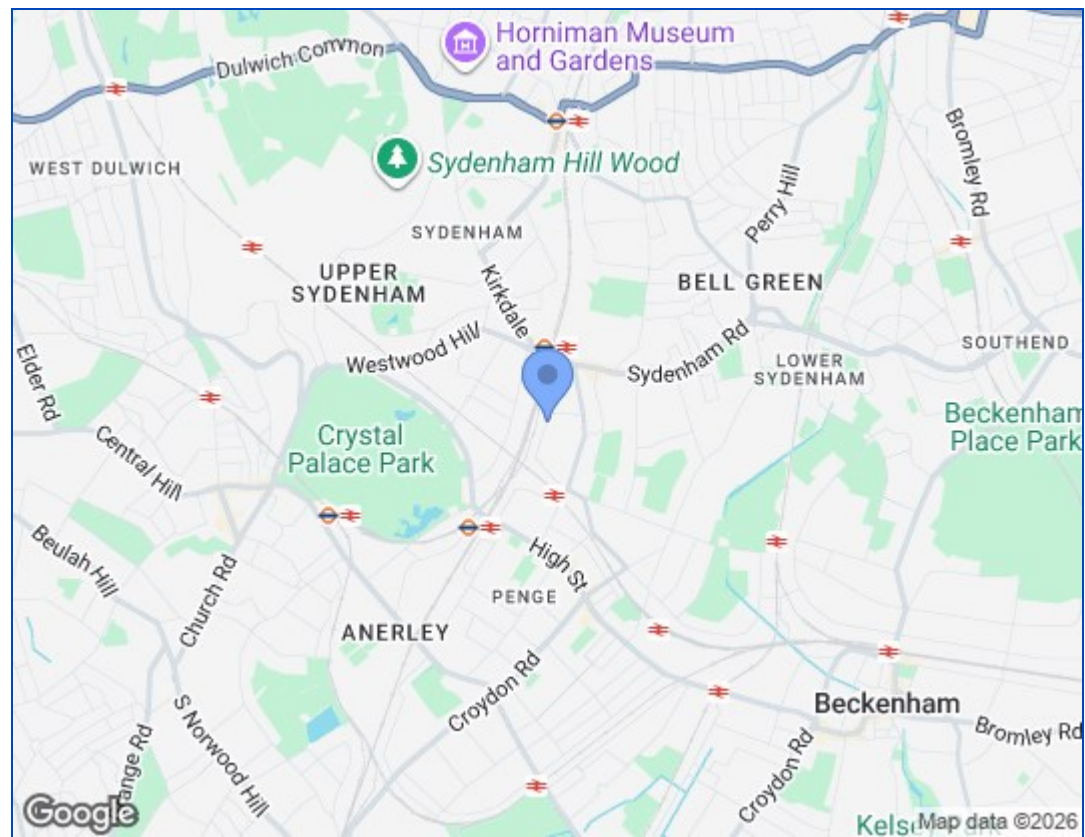 Horniman Museum
and Gardens
Dulwich Common
WEST DULWICH
Sydenham Hill Wood
Bromley Rd
Perry Hill
SYDENHAM
UPPER
SYDENHAM
Kirkdale
BELL GREEN
Westwood Hill
Sydenham Rd
SOUTHEND
LOWER
SYDENHAM
Elder Rd
Crystal
Palace Park
Beckenham
Place Park
Central Hill
Beulah Hill
Church Rd
High St
PENGE
ANERLEY
Croydon Rd
Beckenham
Bromley Rd
S Norwood Hill
Croydon Rd
Google
Map data ©2026